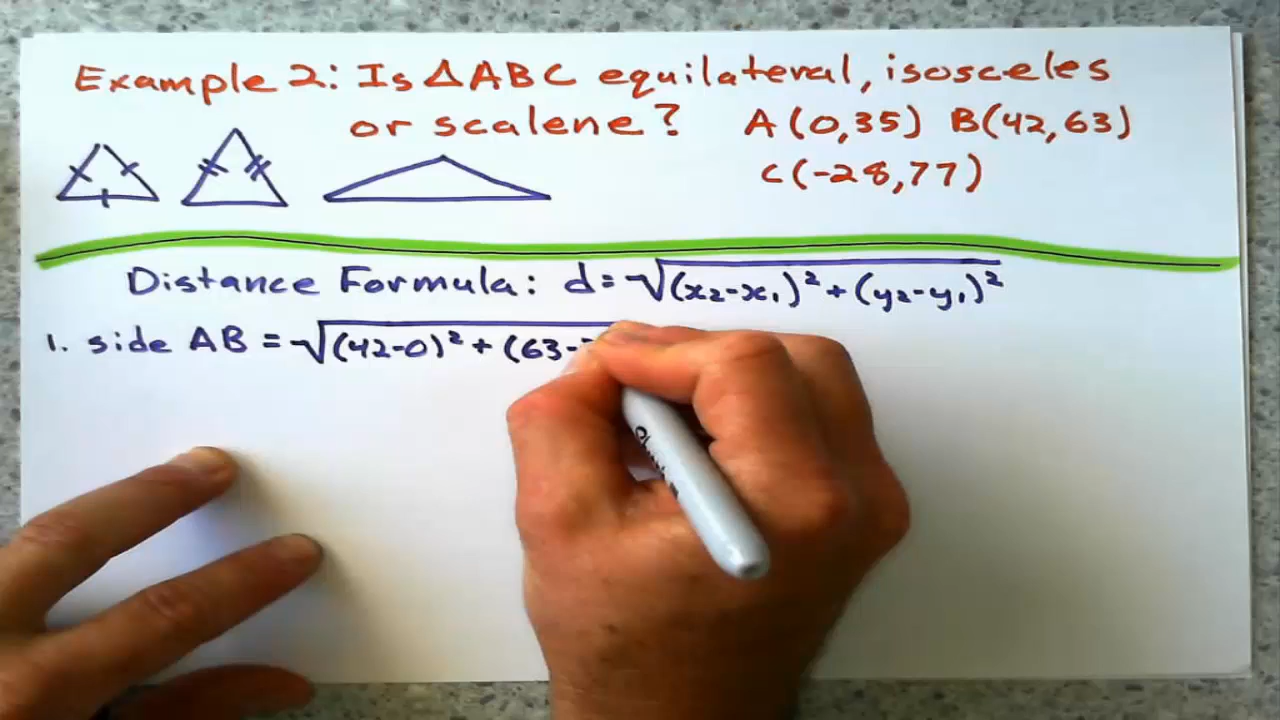 Example 2: Is △ABC equilateral, isosceles
or scalene? A(0,35) B(42,63)
C(-28,77)
Distance Formula: d=√(x₂-x₁)²+(y₂-y₁)²
1. side AB = √(42-0)² + (63-